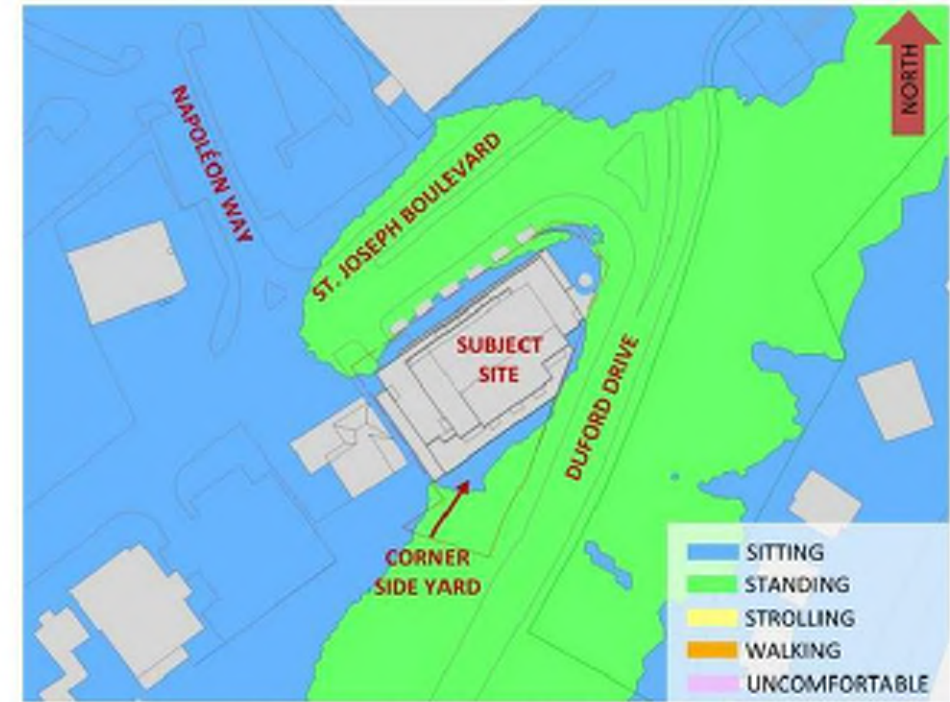 NORTH
NAPOLÉON WAY
ST. JOSEPH BOULEVARD
SUBJECT
SITE
DUFORD DRIVE
CORNER
SIDE YARD
SITTING
STANDING
STROLLING
WALKING
UNCOMFORTABLE